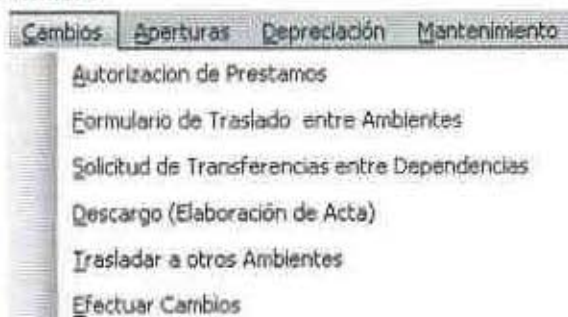 Cambios Aperturas Depreciación Mantenimiento
Autorizacion de Prestamos
Formulario de Traslado entre Ambientes
Solicitud de Transferencias entre Dependencias
Descargo (Elaboración de Acta)
Trasladar a otros Ambientes
Efectuar Cambios